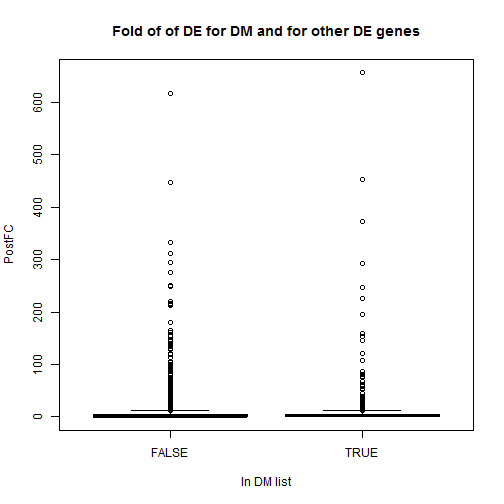 Fold of of DE for DM and for other DE genes
600
500
400
300
200
100
0
PostFC
FALSE
TRUE
In DM list